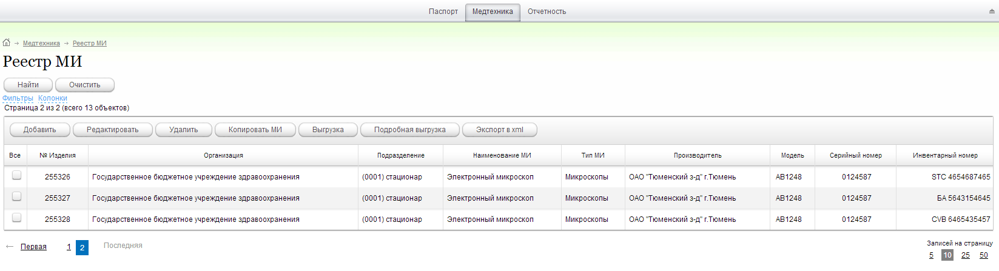 Паспорт Медтехника Отчетность
Медтехника Реестр МИ
Реестр МИ
Найти Очистить
Фильтры Колонки
Страница 2 из 2 (всего 13 объектов)
Добавить Редактировать Удалить Копировать МИ Выгрузка Подробная выгрузка Экспорт в xml
Все № Изделия Организация Подразделение Наименование МИ Тип МИ Производитель Модель Серийный номер Инвентарный номер
255326 Государственное бюджетное учреждение здравоохранения (0001) стационар Электронный микроскоп Микроскопы ОАО "Тюменский з-д" г.Тюмень АВ1248 0124587 STC 4654687465
255327 Государственное бюджетное учреждение здравоохранения (0001) стационар Электронный микроскоп Микроскопы ОАО "Тюменский з-д" г.Тюмень АВ1248 0124587 БА 5643154645
255328 Государственное бюджетное учреждение здравоохранения (0001) стационар Электронный микроскоп Микроскопы ОАО "Тюменский з-д" г.Тюмень АВ1248 0124587 CVB 6465435457
← Первая 1 2 Последняя
Записей на страницу
5 10 25 50